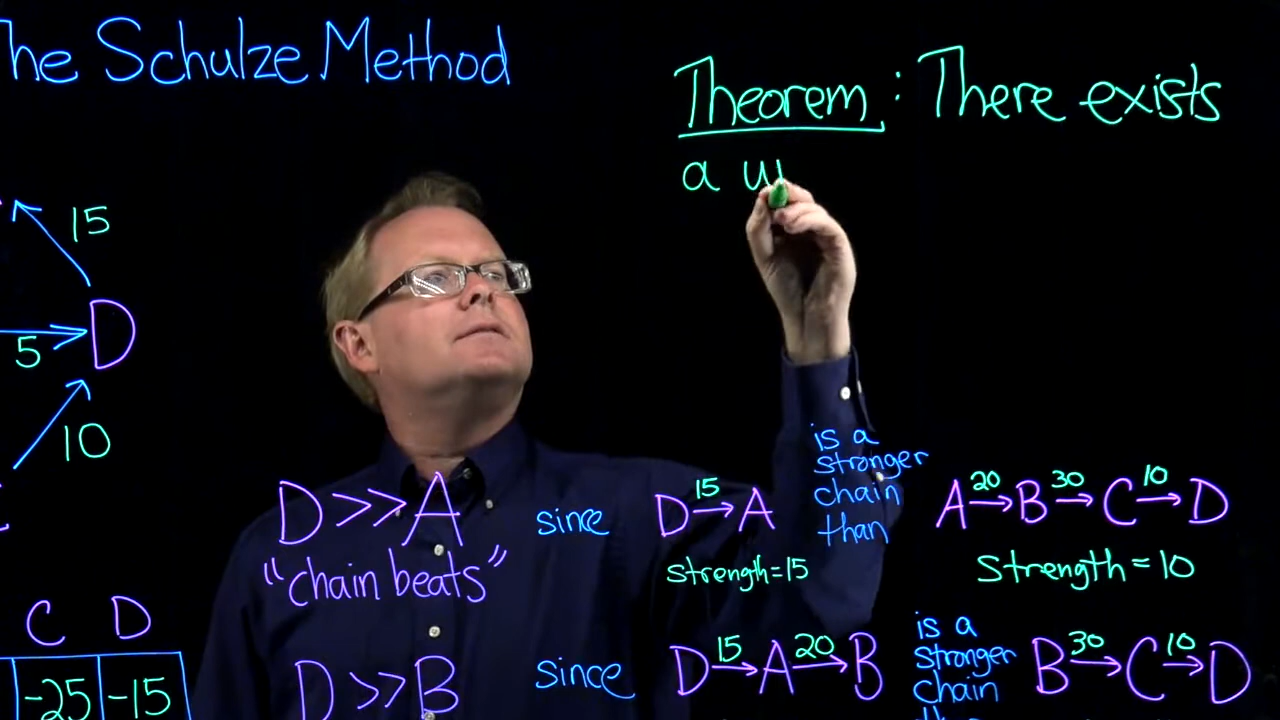 he Schulze Method
Theorem: There exists
a w
15
D
5
10
is a
stronger
chain
than
D>>A
since
D 15→ A
A 20→ B 30→ C 10→ D
"chain beats"
strength=15
Strength = 10
C D
-25 -15
D>>B
since
D 15→ A 20→ B
is a
stronger
chain
B 30→ C 10→ D